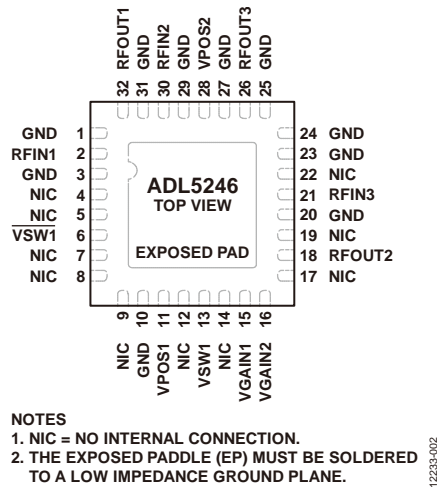 32 RFOUT1
31 GND
30 RFIN2
29 GND
28 VPOS2
27 GND
26 RFOUT3
25 GND
GND 1
RFIN1 2
GND 3
NIC 4
NIC 5
VSW1 6
NIC 7
NIC 8
ADL5246
TOP VIEW
EXPOSED PAD
24 GND
23 GND
22 NIC
21 RFIN3
20 GND
19 NIC
18 RFOUT2
17 NIC
NIC 9
GND 10
VPOS1 11
NIC 12
VSW1 13
NIC 14
VGAIN1 15
VGAIN2 16
NOTES
1. NIC = NO INTERNAL CONNECTION.
2. THE EXPOSED PADDLE (EP) MUST BE SOLDERED
TO A LOW IMPEDANCE GROUND PLANE.
12233-002